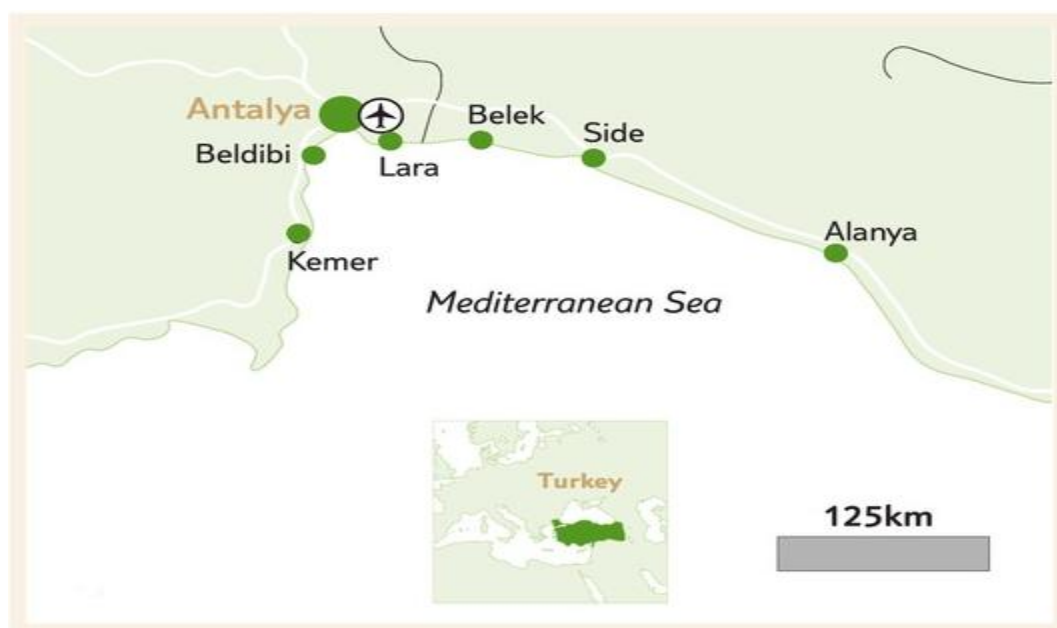 Antalya
Belek
Side
Beldibi
Lara
Alanya
Kemer
Mediterranean Sea
Turkey
125km